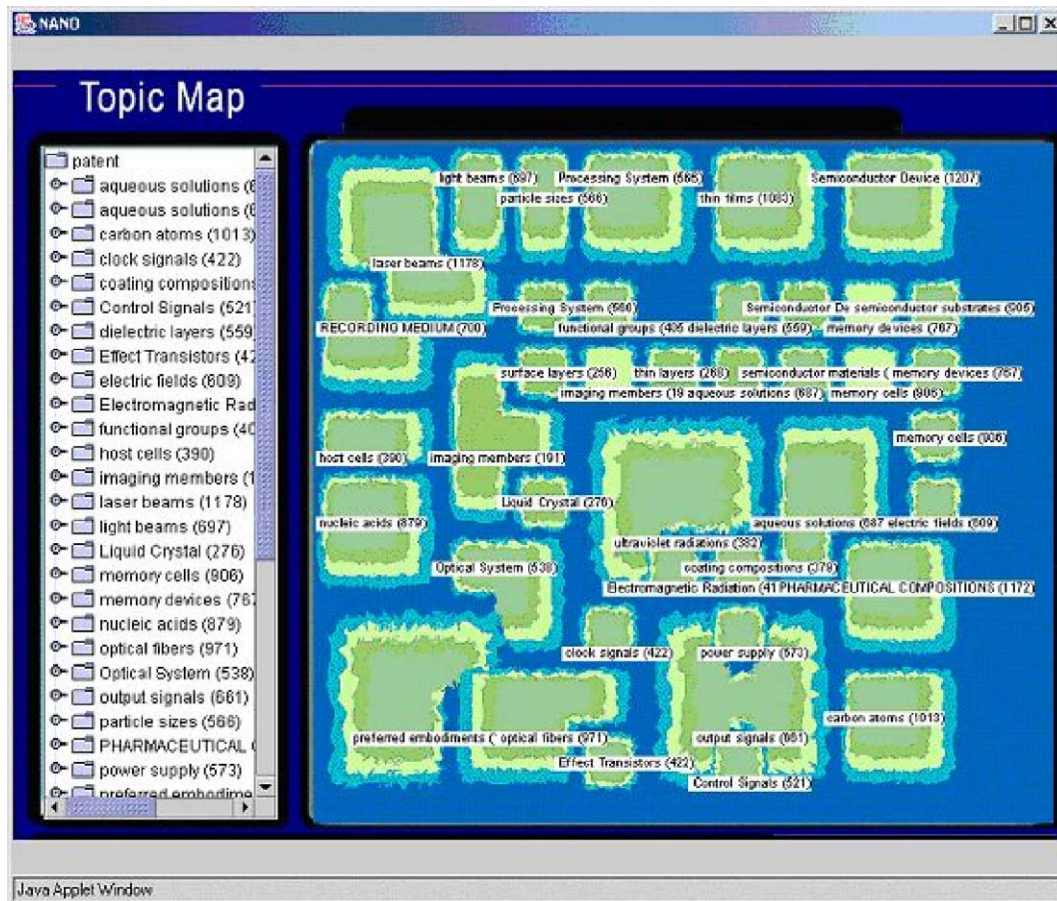 NANO
Topic Map
patent
aqueous solutions (6
aqueous solutions (6
carbon atoms (1013)
clock signals (422)
coating compositions
Control Signals (521)
dielectric layers (559)
Effect Transistors (42
electric fields (609)
Electromagnetic Rad
functional groups (40
host cells (390)
imaging members (1
laser beams (1178)
light beams (697)
Liquid Crystal (276)
memory cells (906)
memory devices (767
nucleic acids (879)
optical fibers (971)
Optical System (538)
output signals (661)
particle sizes (566)
PHARMACEUTICAL
power supply (573)
preferred embodime
light beams (697) Processing System (566) Semiconductor Device (1207)
particle sizes (566) thin films (1083)
laser beams (1178)
Processing System (566) Semiconductor De semiconductor substrates (905)
RECORDING MEDIUM (700) functional groups (405 dielectric layers (559) memory devices (767)
surface layers (256) thin layers (268) semiconductor materials ( memory devices (767)
imaging members (19 aqueous solutions (687) memory cells (906)
memory cells (906)
host cells (390) imaging members (191)
Liquid Crystal (276)
nucleic acids (879) aqueous solutions (687 electric fields (609)
ultraviolet radiations (382)
Optical System (538) coating compositions (379)
Electromagnetic Radiation (41 PHARMACEUTICAL COMPOSITIONS (1172)
clock signals (422) power supply (573)
carbon atoms (1013)
preferred embodiments ( optical fibers (971) output signals (661)
Effect Transistors (422)
Control Signals (521)
Java Applet Window